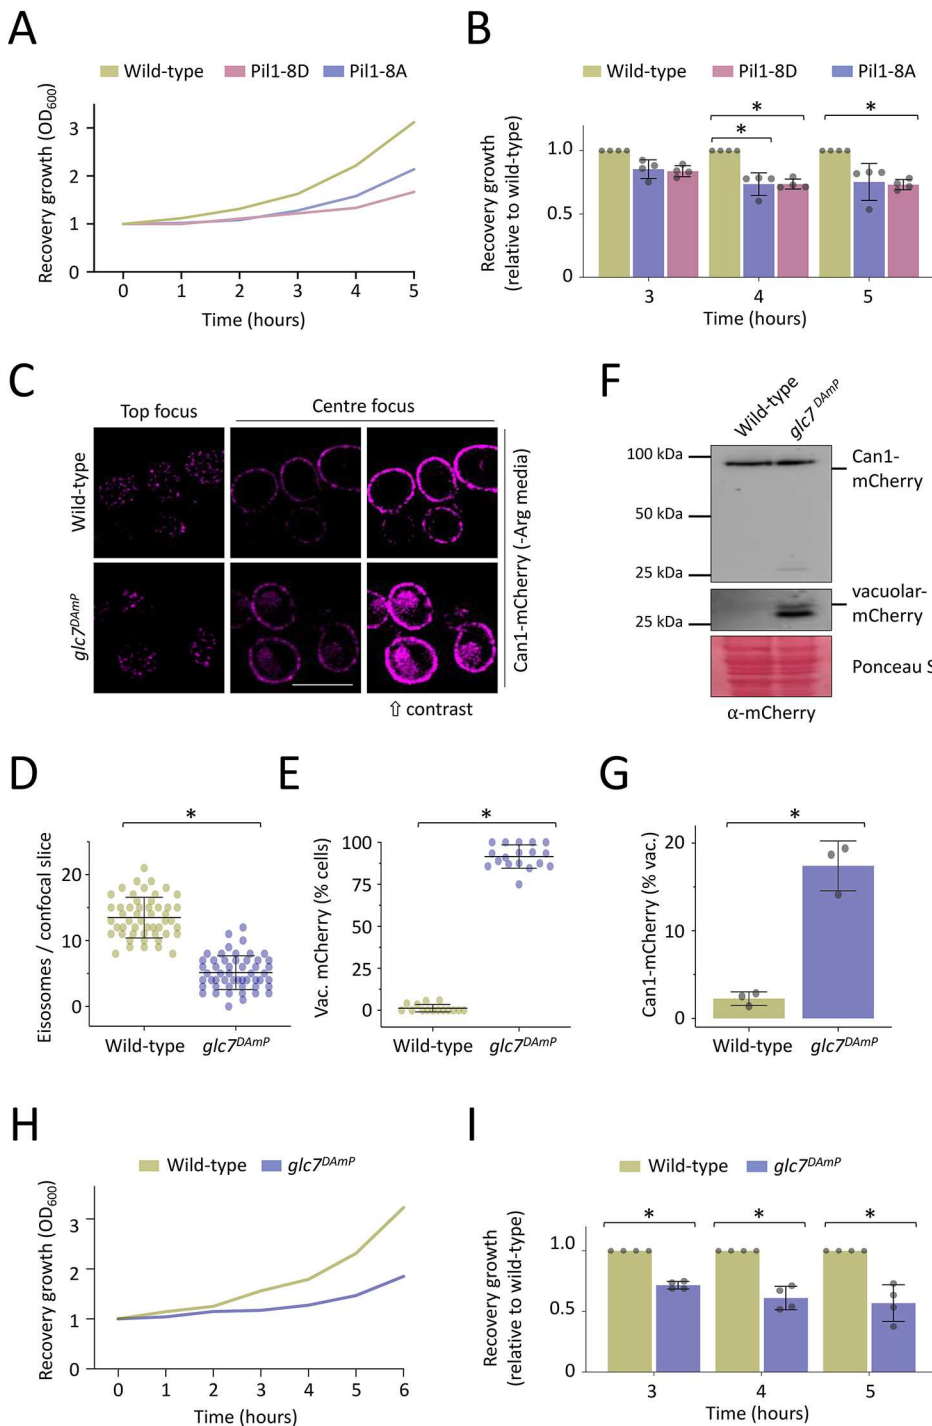 A
Wild-type Pil1-8D Pil1-8A
Recovery growth (OD600)
3
2
1
0
0 1 2 3 4 5
Time (hours)
B
Wild-type Pil1-8D Pil1-8A
* * *
Recovery growth
(relative to wild-type)
1.0
0.5
0
3 4 5
Time (hours)
C
Top focus Centre focus
Wild-type
glc7DAmP
Can1-mCherry (-Arg media)
⇧ contrast
F
Wild-type
glc7DAmP
100 kDa
50 kDa
25 kDa
25 kDa
Can1-
mCherry
vacuolar-
mCherry
Ponceau S
α-mCherry
D
*
Eisosomes / confocal slice
20
10
0
Wild-type glc7DAmP
E
*
Vac. mCherry (% cells)
100
75
50
25
0
Wild-type glc7DAmP
G
*
Can1-mCherry (% vac.)
20
10
0
Wild-type glc7DAmP
H
Wild-type glc7DAmP
Recovery growth (OD600)
3
2
1
0
0 1 2 3 4 5 6
Time (hours)
I
Wild-type glc7DAmP
* * *
Recovery growth
(relative to wild-type)
1.0
0.5
0
3 4 5
Time (hours)